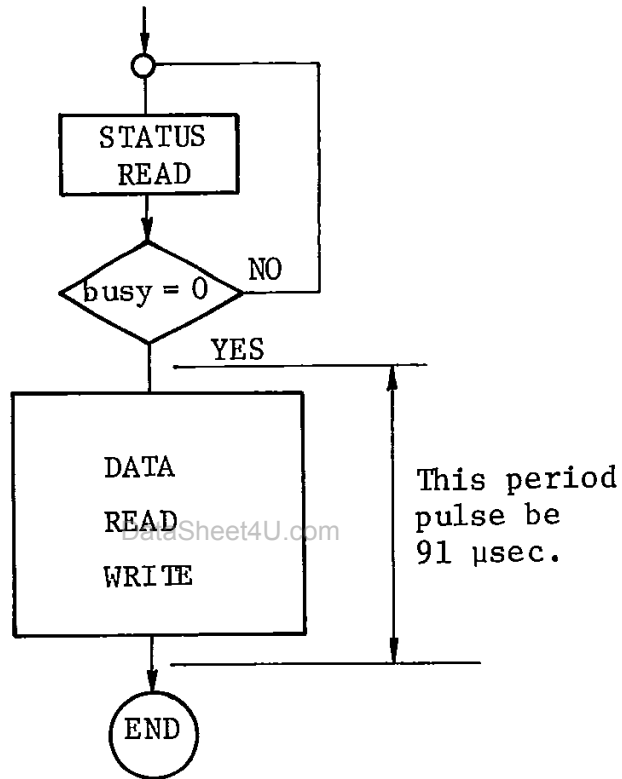 STATUS
READ
busy = 0
NO
YES
DATA
READ
DataSheet4U.com
WRITE
This period
pulse be
91 μsec.
END